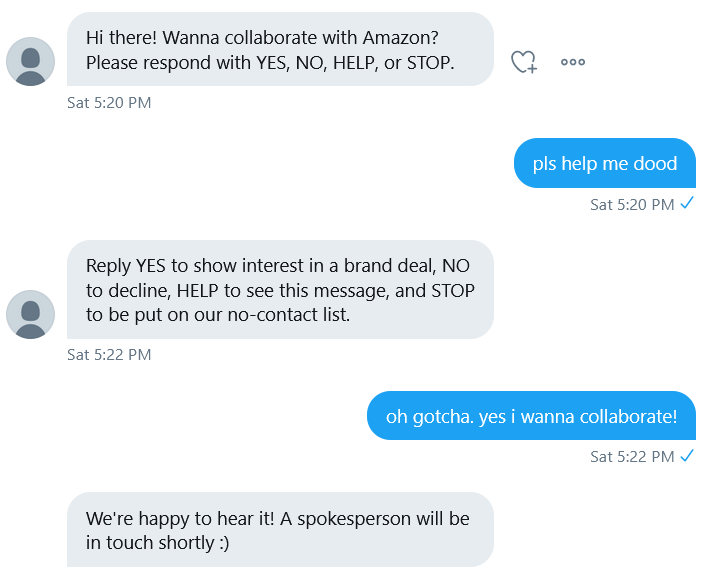 Hi there! Wanna collaborate with Amazon?
Please respond with YES, NO, HELP, or STOP.
Sat 5:20 PM
pls help me dood
Sat 5:20 PM
Reply YES to show interest in a brand deal, NO
to decline, HELP to see this message, and STOP
to be put on our no-contact list.
Sat 5:22 PM
oh gotcha. yes i wanna collaborate!
Sat 5:22 PM
We're happy to hear it! A spokesperson will be
in touch shortly :)